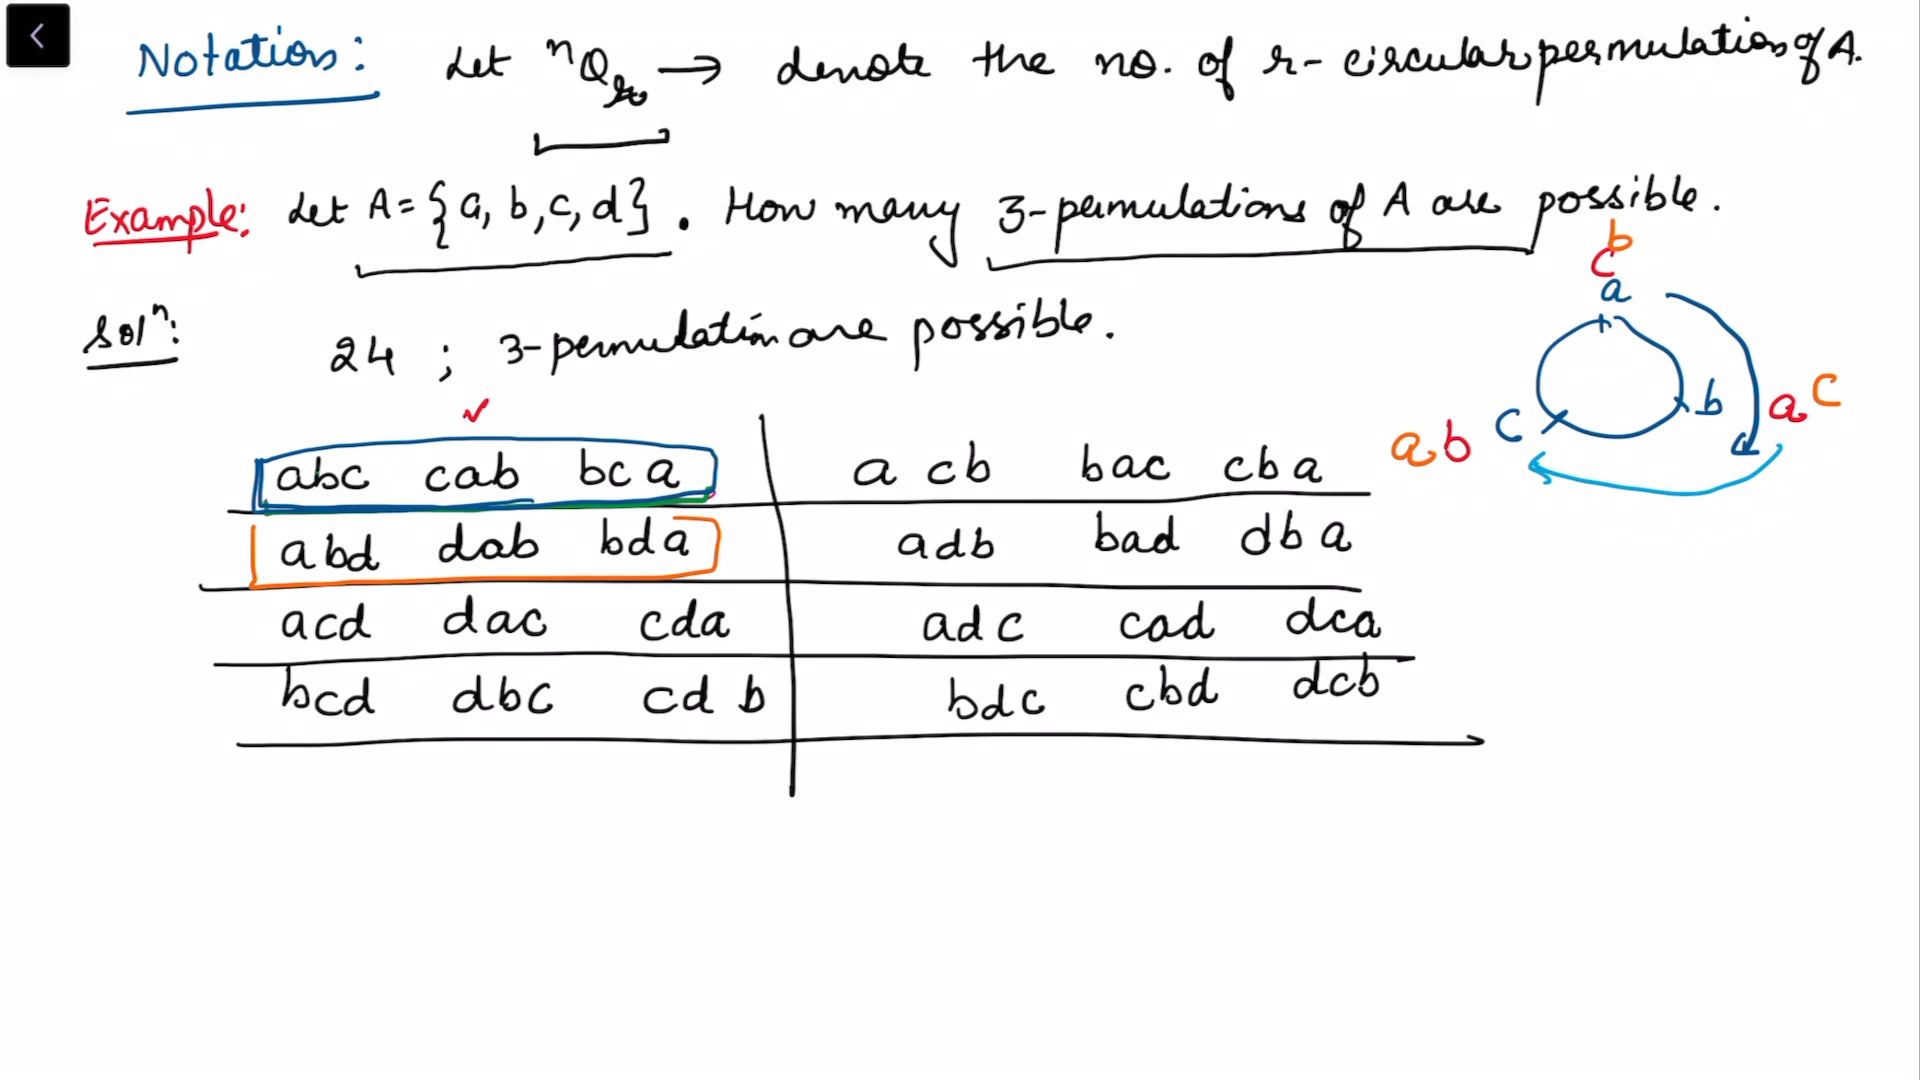 Notation: Let ⁿQᵣ → denote the no. of r-circular permutation of A.
Example: Let A = {a, b, c, d}. How many 3-permutations of A are possible.
Solⁿ: 24 ; 3-permutation are possible.
b
c
a
b a c
a b c
abc cab bca acb bac cba
abd dab bda adb bad dba
acd dac cda adc cad dca
bcd dbc cdb bdc cbd dcb